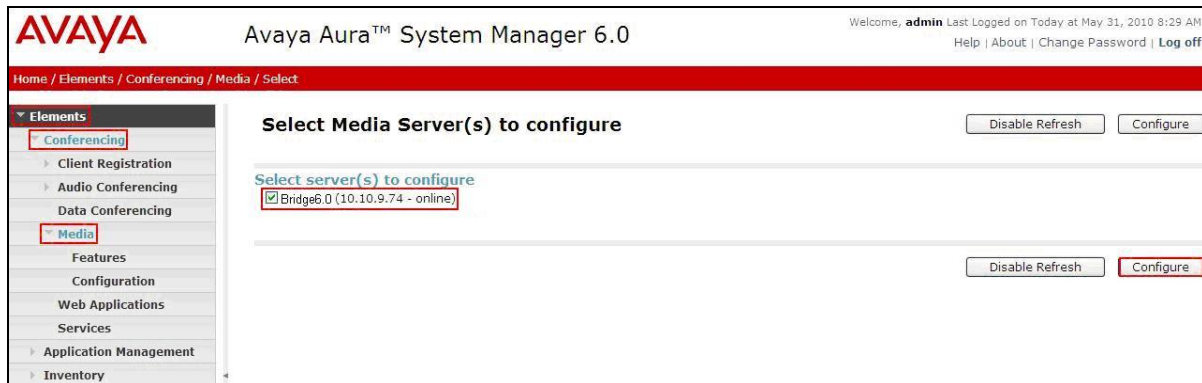 AVAYA
Avaya Aura™ System Manager 6.0
Welcome, admin Last Logged on Today at May 31, 2010 8:29 AM
Help | About | Change Password | Log off
Home / Elements / Conferencing / Media / Select
Elements
Conferencing
Client Registration
Audio Conferencing
Data Conferencing
Media
Features
Configuration
Web Applications
Services
Application Management
Inventory
Select Media Server(s) to configure
Disable Refresh
Configure
Select server(s) to configure
Bridge6.0 (10.10.9.74 - online)
Disable Refresh
Configure